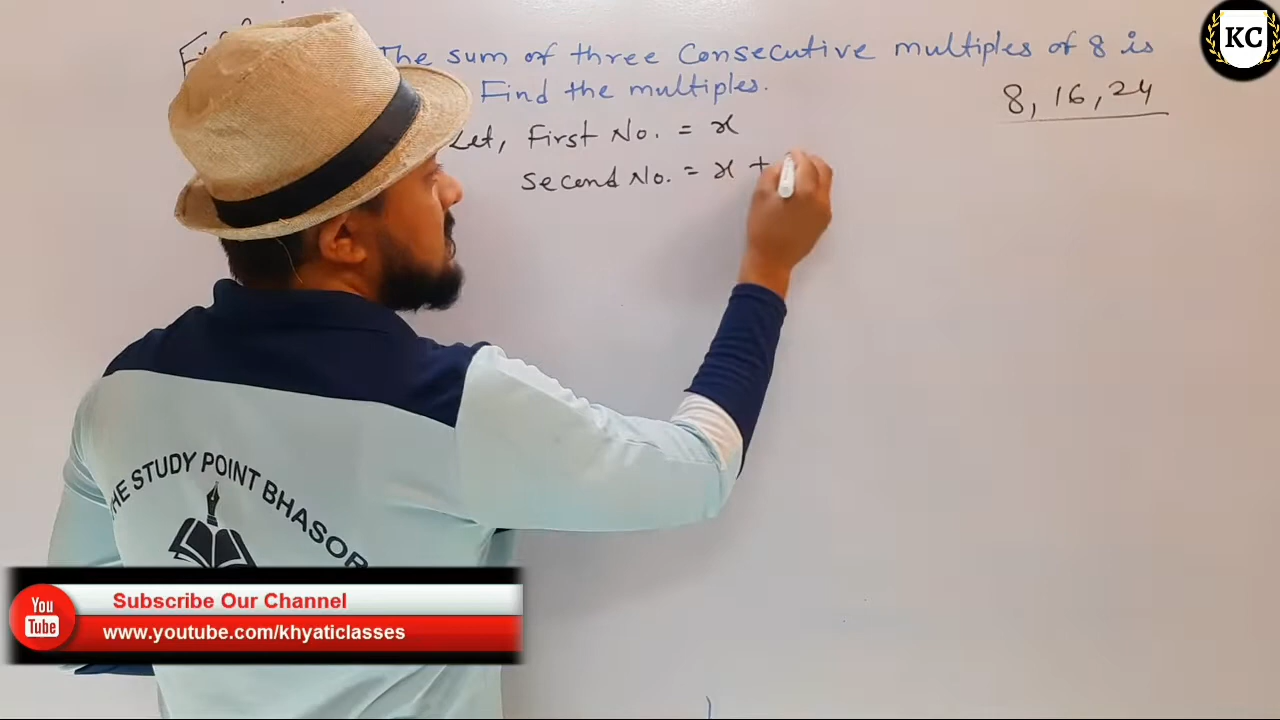 The sum of three Consecutive multiples of 8 is
Find the multiples.
8, 16, 24
Let, First No. = x
Second No. = x +
KC
THE STUDY POINT BHASOR
You
Tube
Subscribe Our Channel
www.youtube.com/khyaticlasses